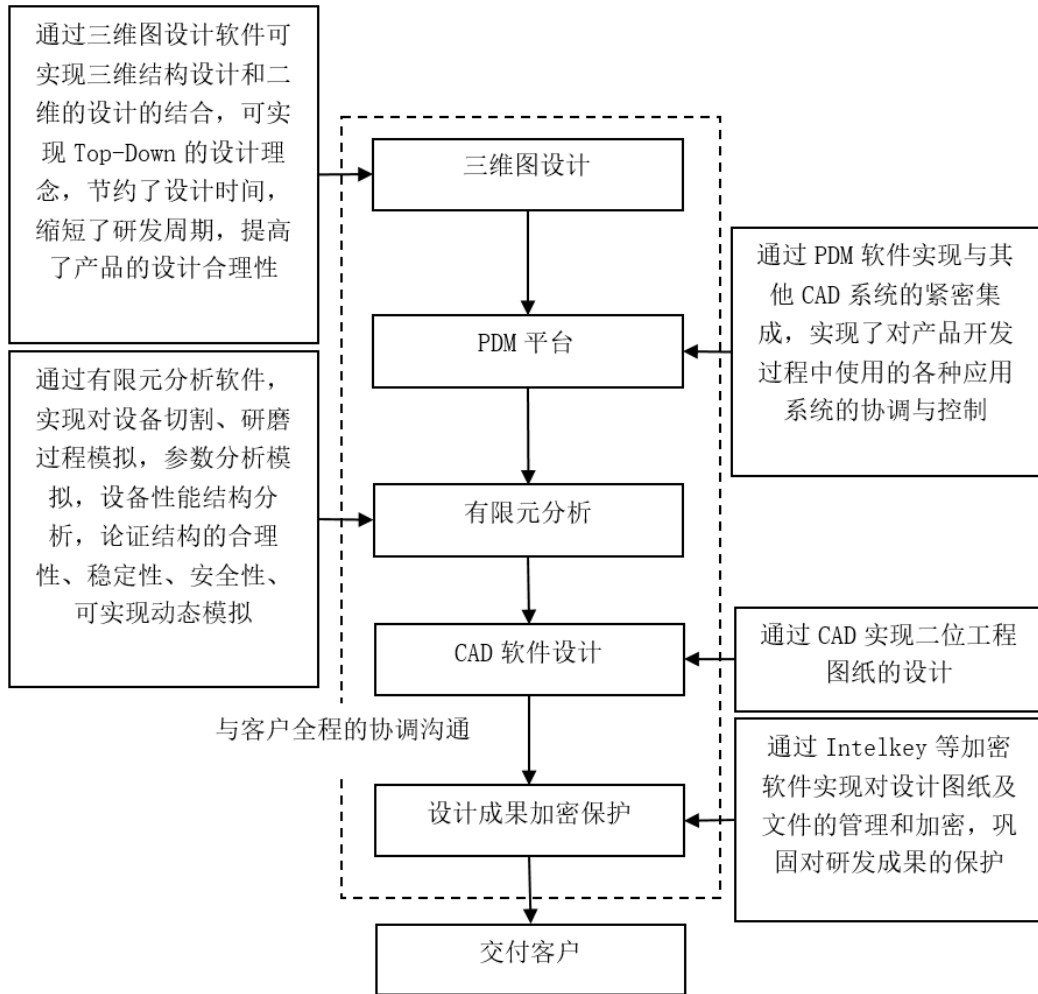 通过三维图设计软件可
实现三维结构设计和二
维的设计的结合，可实
现 Top-Down 的设计理
念，节约了设计时间，
缩短了研发周期，提高
了产品的设计合理性
三维图设计
通过 PDM 软件实现与其
他 CAD 系统的紧密集
成，实现了对产品开发
过程中使用的各种应用
系统的协调与控制
PDM 平台
通过有限元分析软件，
实现对设备切割、研磨
过程模拟，参数分析模
拟，设备性能结构分
析，论证结构的合理
性、稳定性、安全性、
可实现动态模拟
有限元分析
CAD 软件设计
通过 CAD 实现二位工程
图纸的设计
与客户全程的协调沟通
通过 Intelkey 等加密
软件实现对设计图纸及
文件的管理和加密，巩
固对研发成果的保护
设计成果加密保护
交付客户